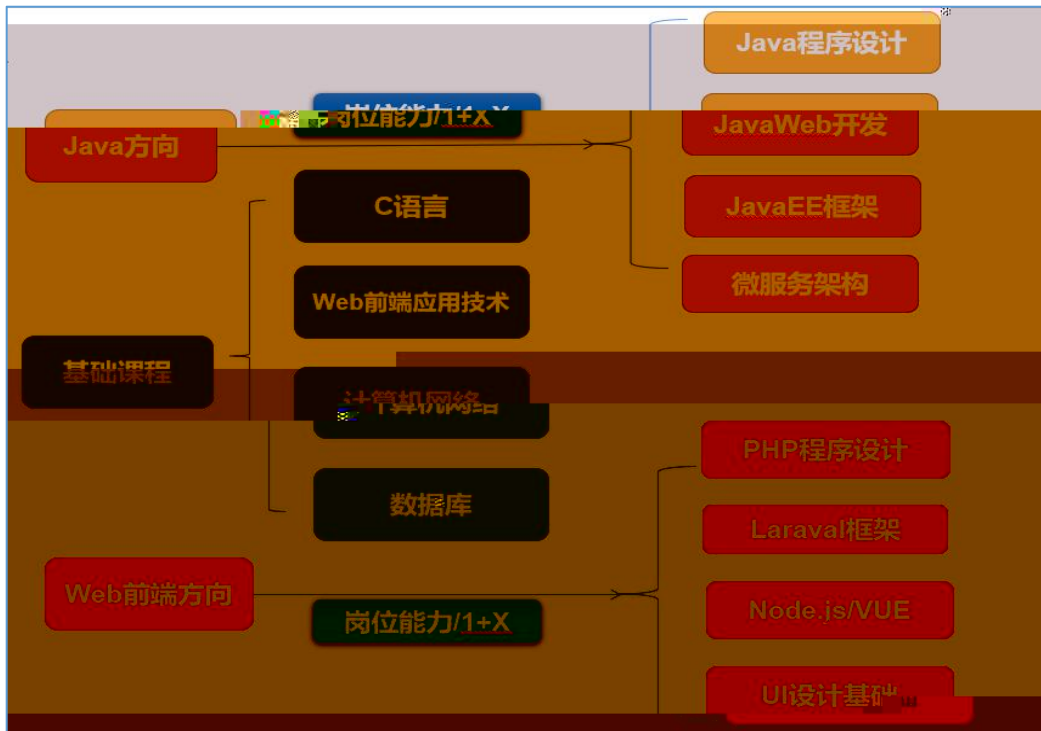 Java程序设计
岗位能力/1+X
JavaWeb开发
Java方向
C语言
JavaEE框架
微服务架构
Web前端应用技术
基础课程
计算机网络
PHP程序设计
数据库
Laraval框架
Web前端方向
Node.js/VUE
岗位能力/1+X
UI设计基础